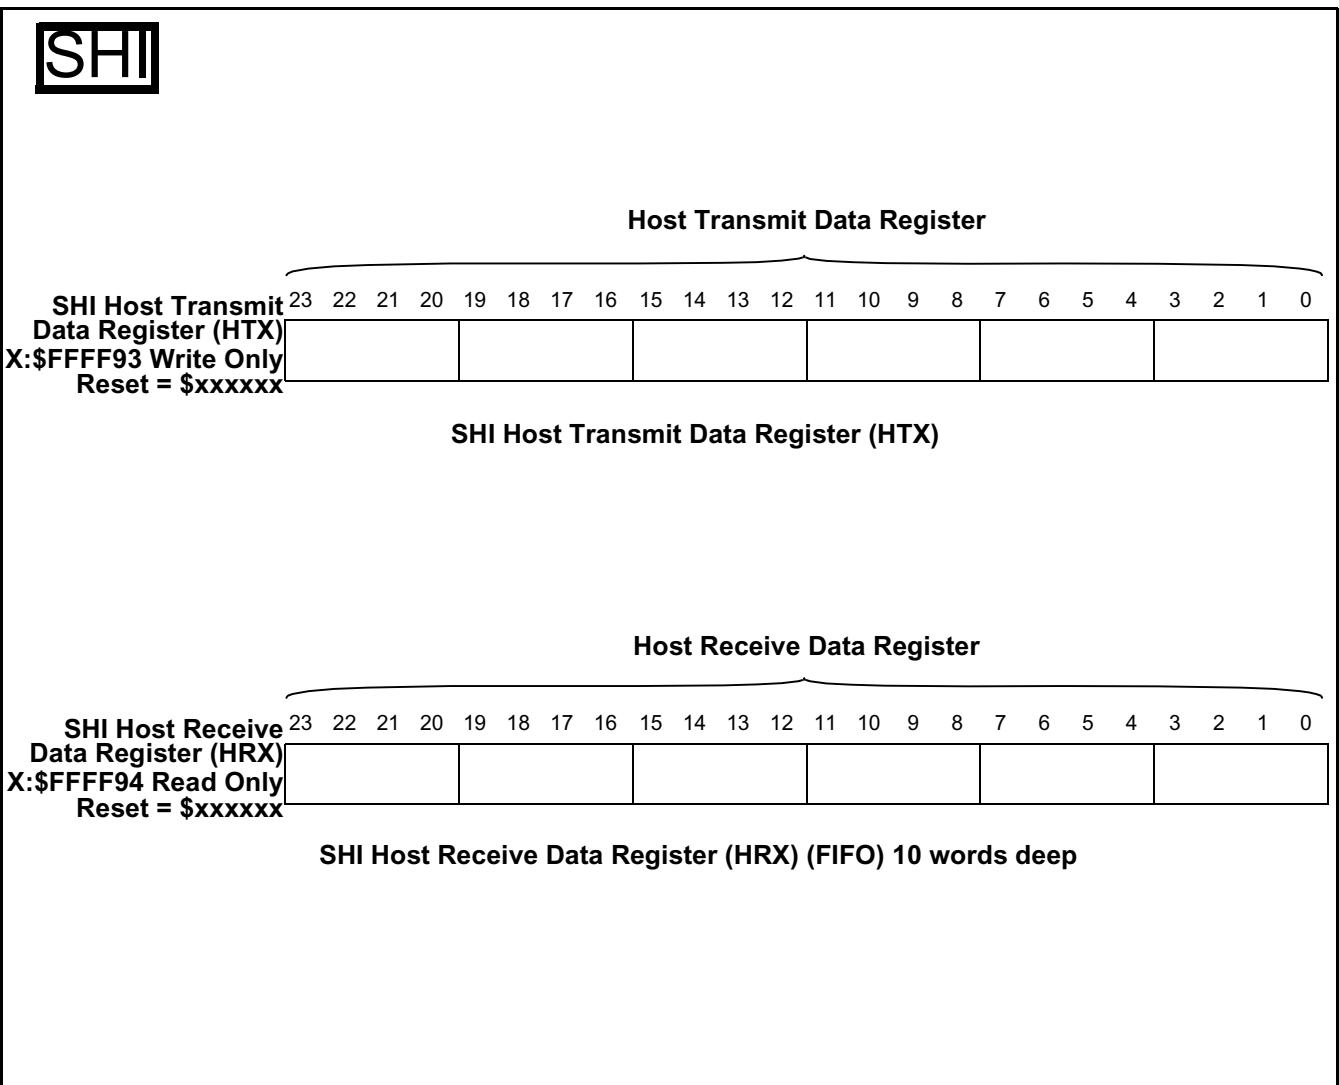 SHI
Host Transmit Data Register
23 22 21 20 19 18 17 16 15 14 13 12 11 10 9 8 7 6 5 4 3 2 1 0
SHI Host Transmit
Data Register (HTX)
X:$FFFF93 Write Only
Reset = $xxxxxx
SHI Host Transmit Data Register (HTX)
Host Receive Data Register
23 22 21 20 19 18 17 16 15 14 13 12 11 10 9 8 7 6 5 4 3 2 1 0
SHI Host Receive
Data Register (HRX)
X:$FFFF94 Read Only
Reset = $xxxxxx
SHI Host Receive Data Register (HRX) (FIFO) 10 words deep